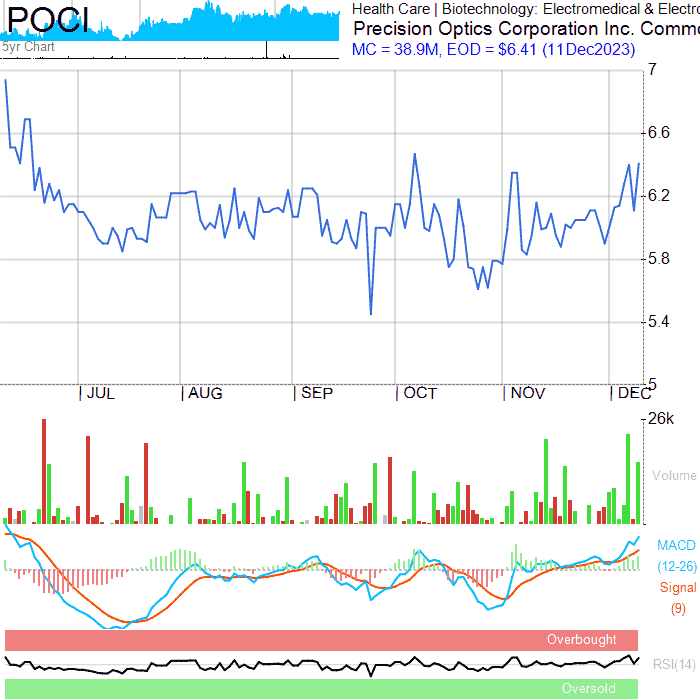 POCI
5yr Chart
Health Care | Biotechnology: Electromedical & Electro
Precision Optics Corporation Inc. Commo
MC = 38.9M, EOD = $6.41 (11Dec2023)
7
6.6
6.2
5.8
5.4
5
JUL AUG SEP OCT NOV DEC
26k
Volume
MACD
(12-26)
Signal
(9)
Overbought
RSI(14)
Oversold